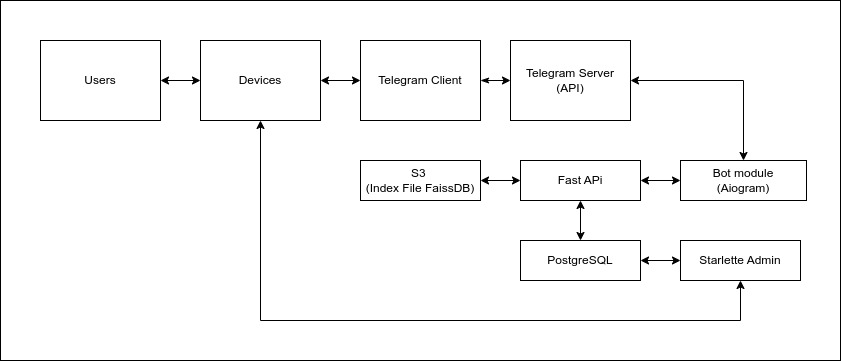 Users
Devices
Telegram Client
Telegram Server
(API)
S3
(Index File FaissDB)
Fast APi
Bot module
(Aiogram)
PostgreSQL
Starlette Admin